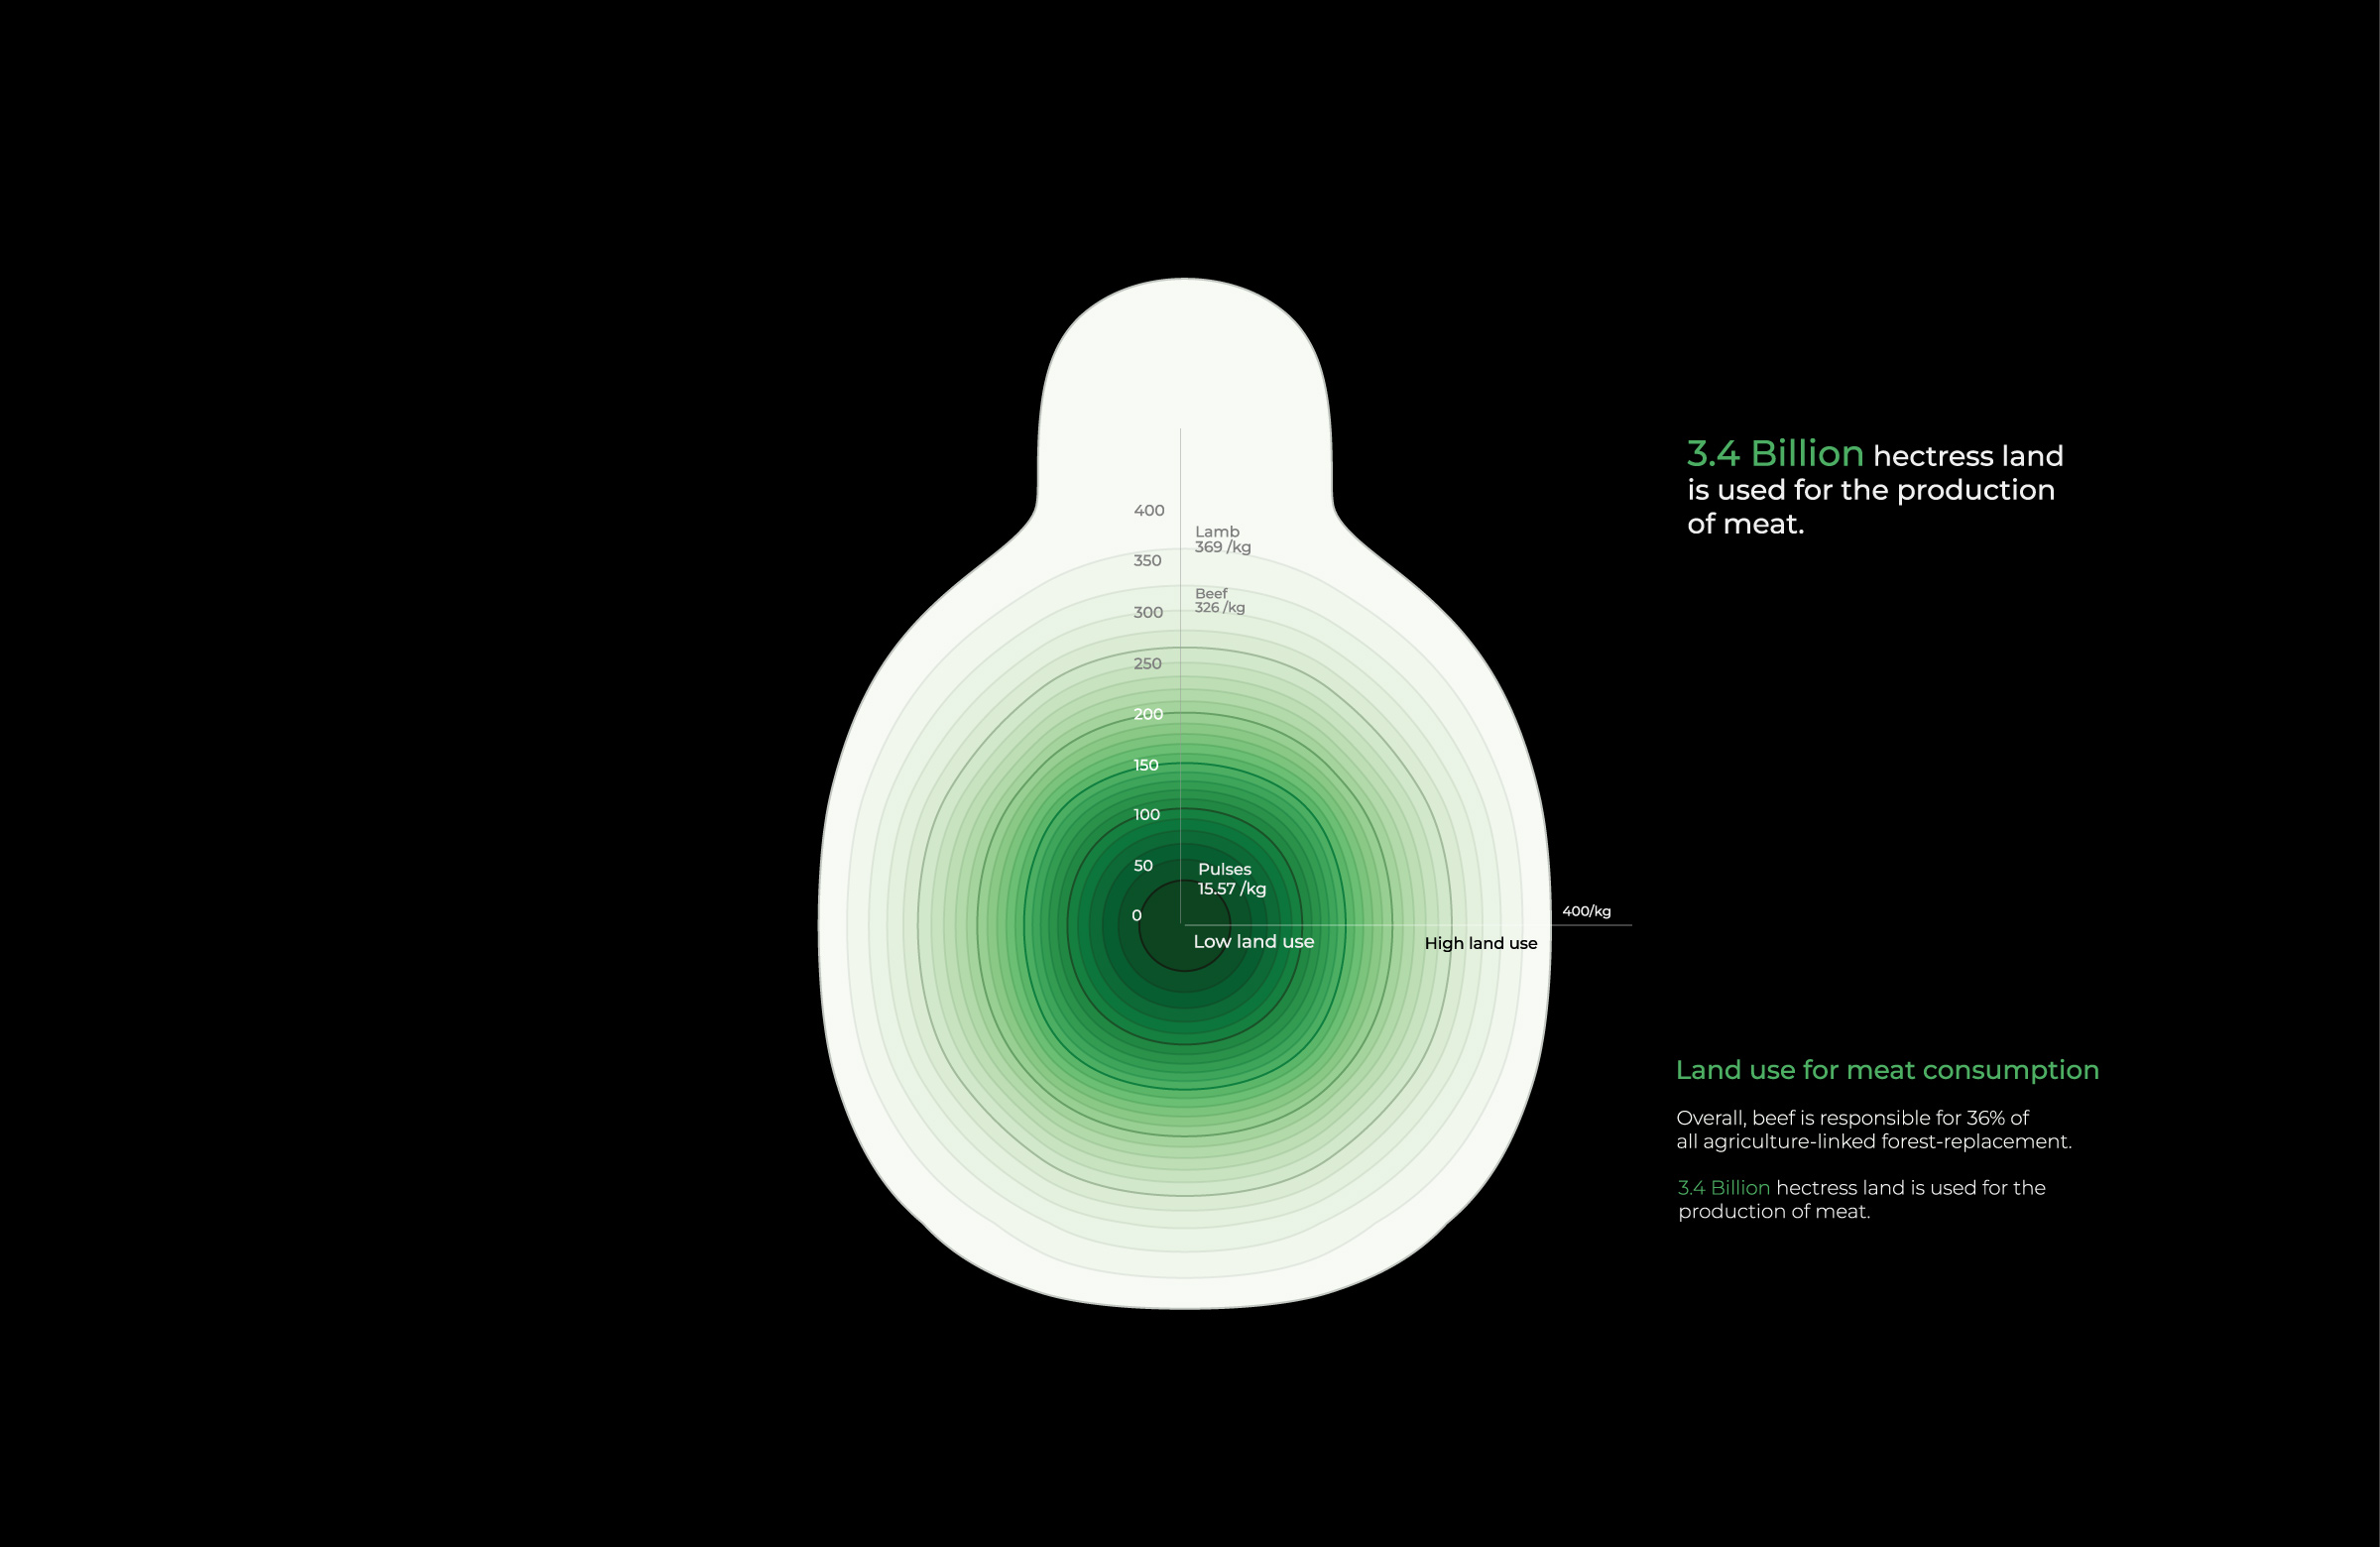 3.4 Billion hectress land
is used for the production
of meat.
400
Lamb
369 /kg
350
Beef
326 /kg
300
250
200
150
100
50
Pulses
15.57 /kg
0
400/kg
Low land use
High land use
Land use for meat consumption
Overall, beef is responsible for 36% of
all agriculture-linked forest-replacement.
3.4 Billion hectress land is used for the
production of meat.